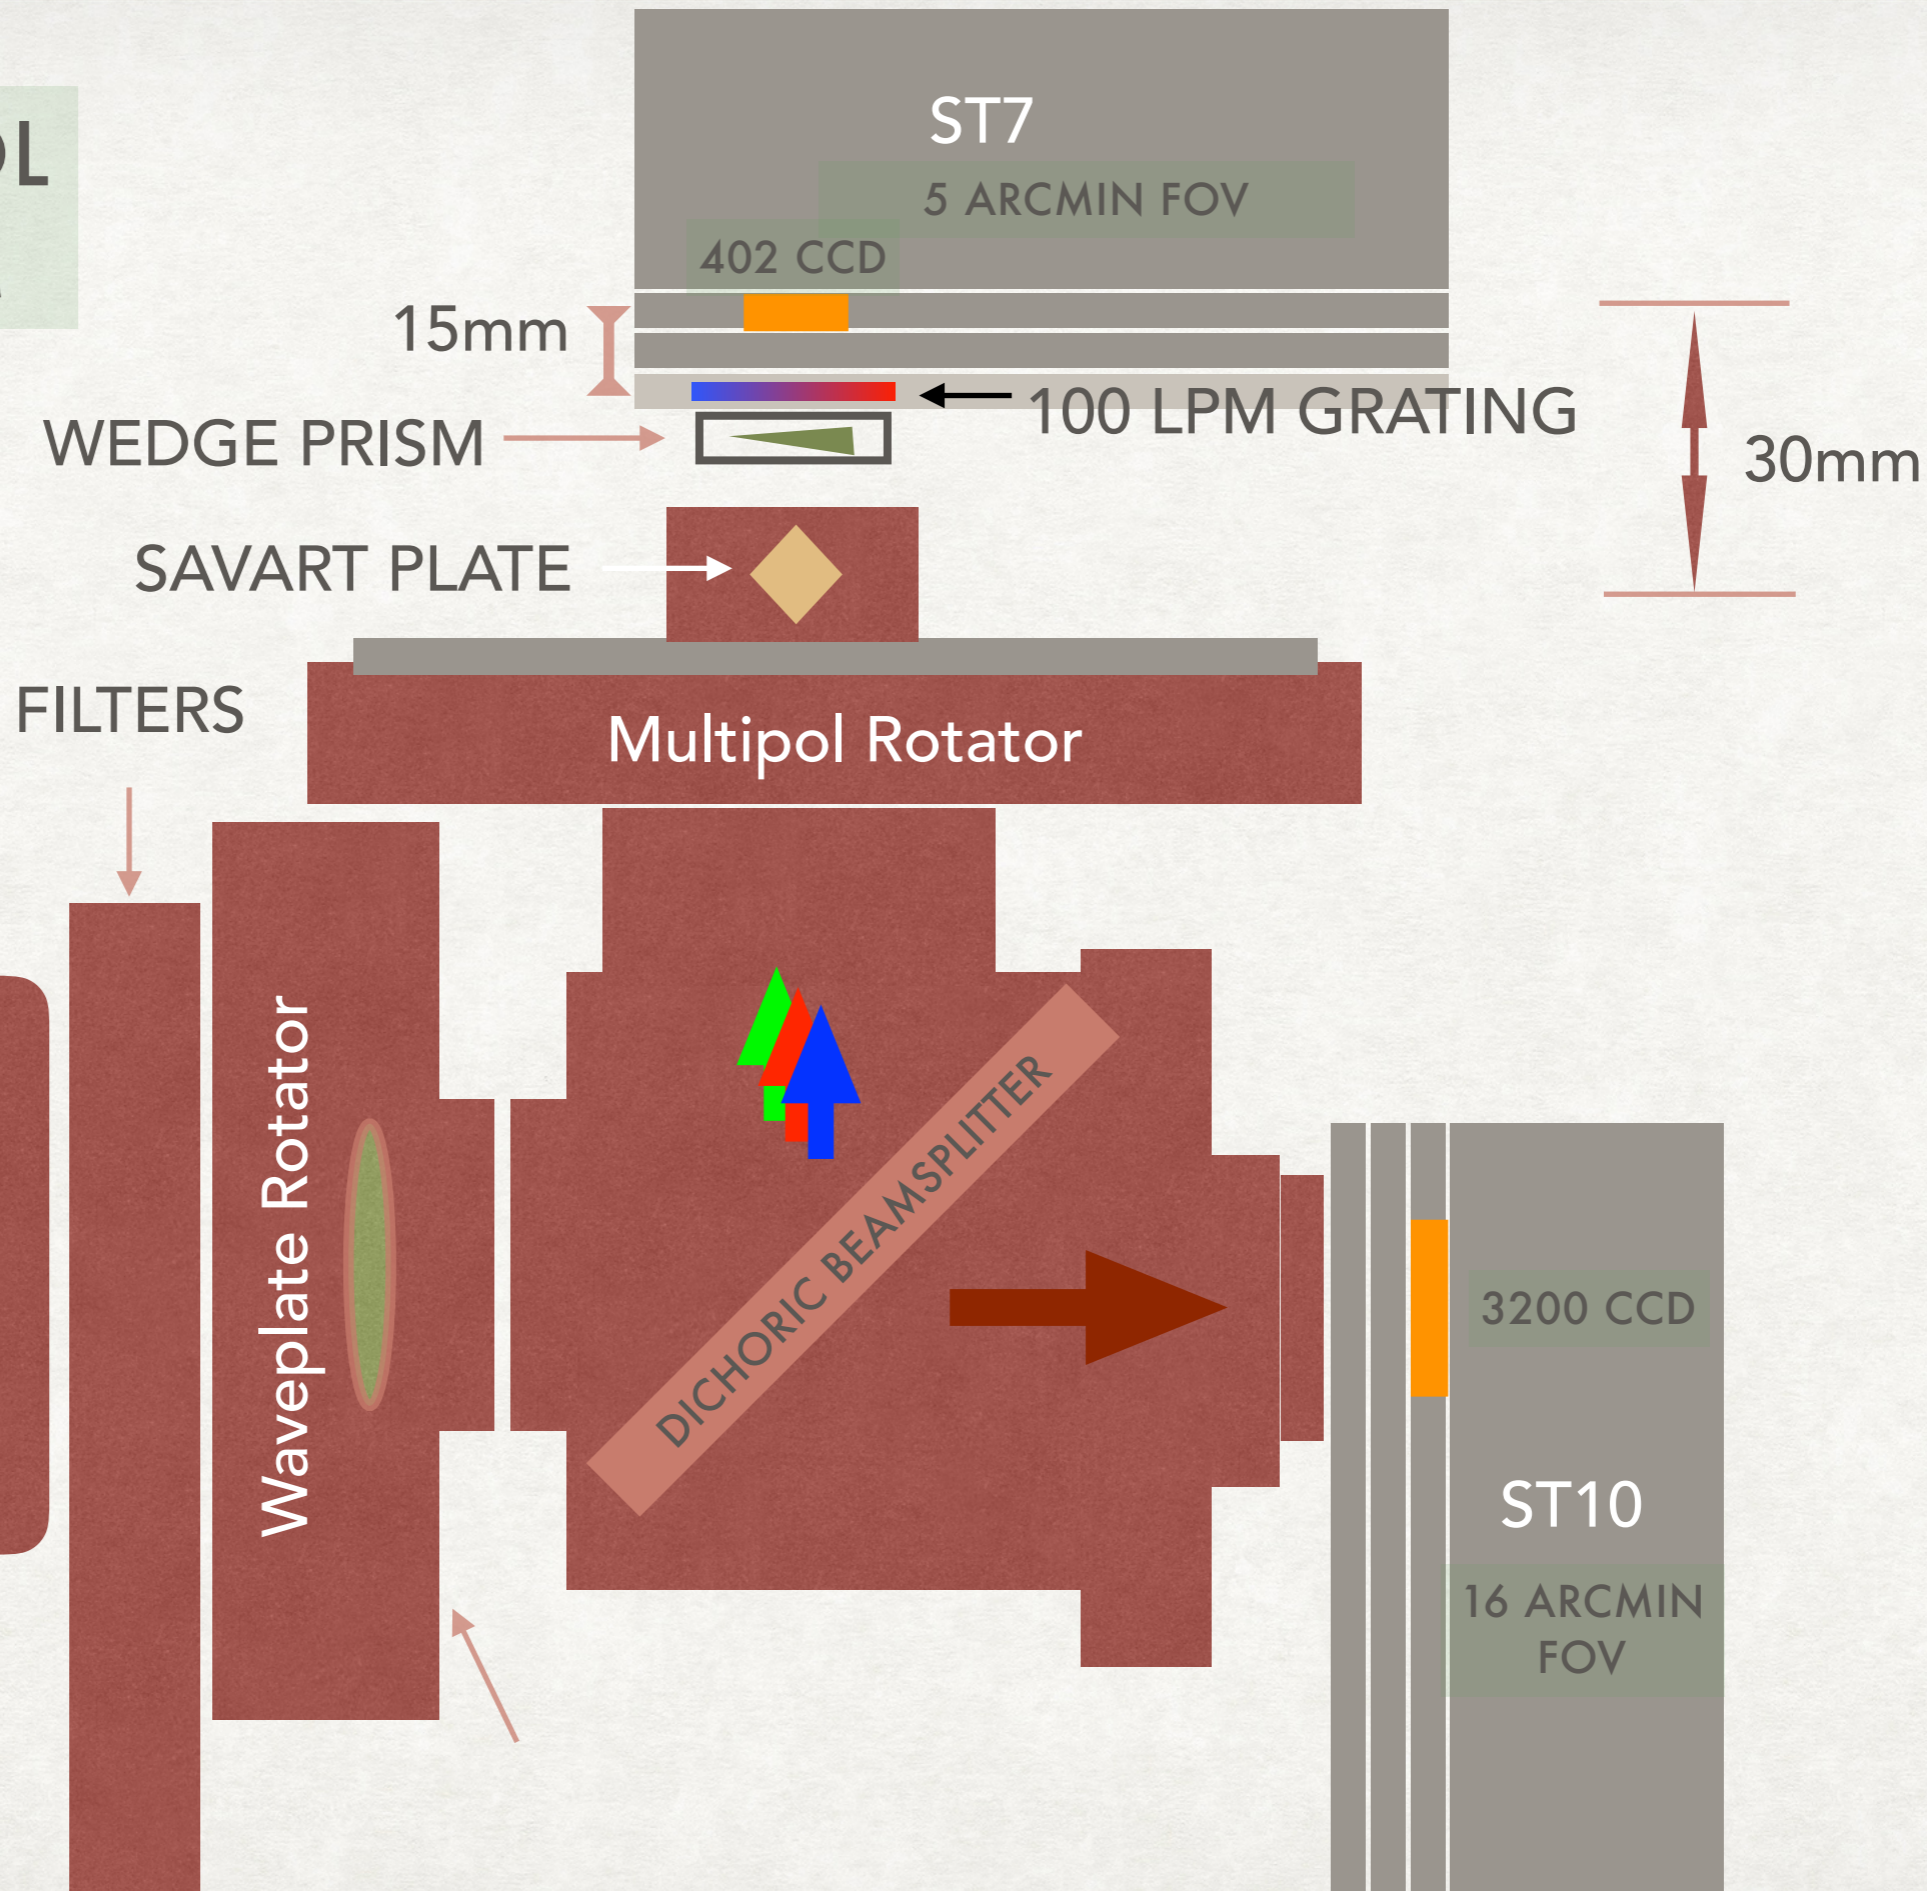 OL
ST7
5 ARCMIN FOV
402 CCD
15mm
100 LPM GRATING
WEDGE PRISM
30mm
SAVART PLATE
FILTERS
Multipol Rotator
Waveplate Rotator
DICHORIC BEAMSPLITTER
3200 CCD
ST10
16 ARCMIN
FOV